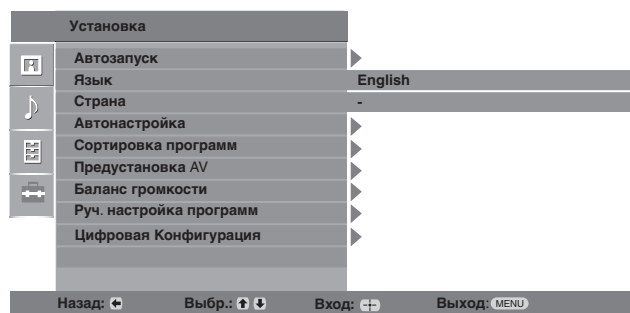 Установка
Автозапуск
Язык English
Страна -
Автонастройка
Сортировка программ
Предустановка AV
Баланс громкости
Руч. настройка программ
Цифровая Конфигурация
Назад: Выбр.: Вход: Выход: MENU